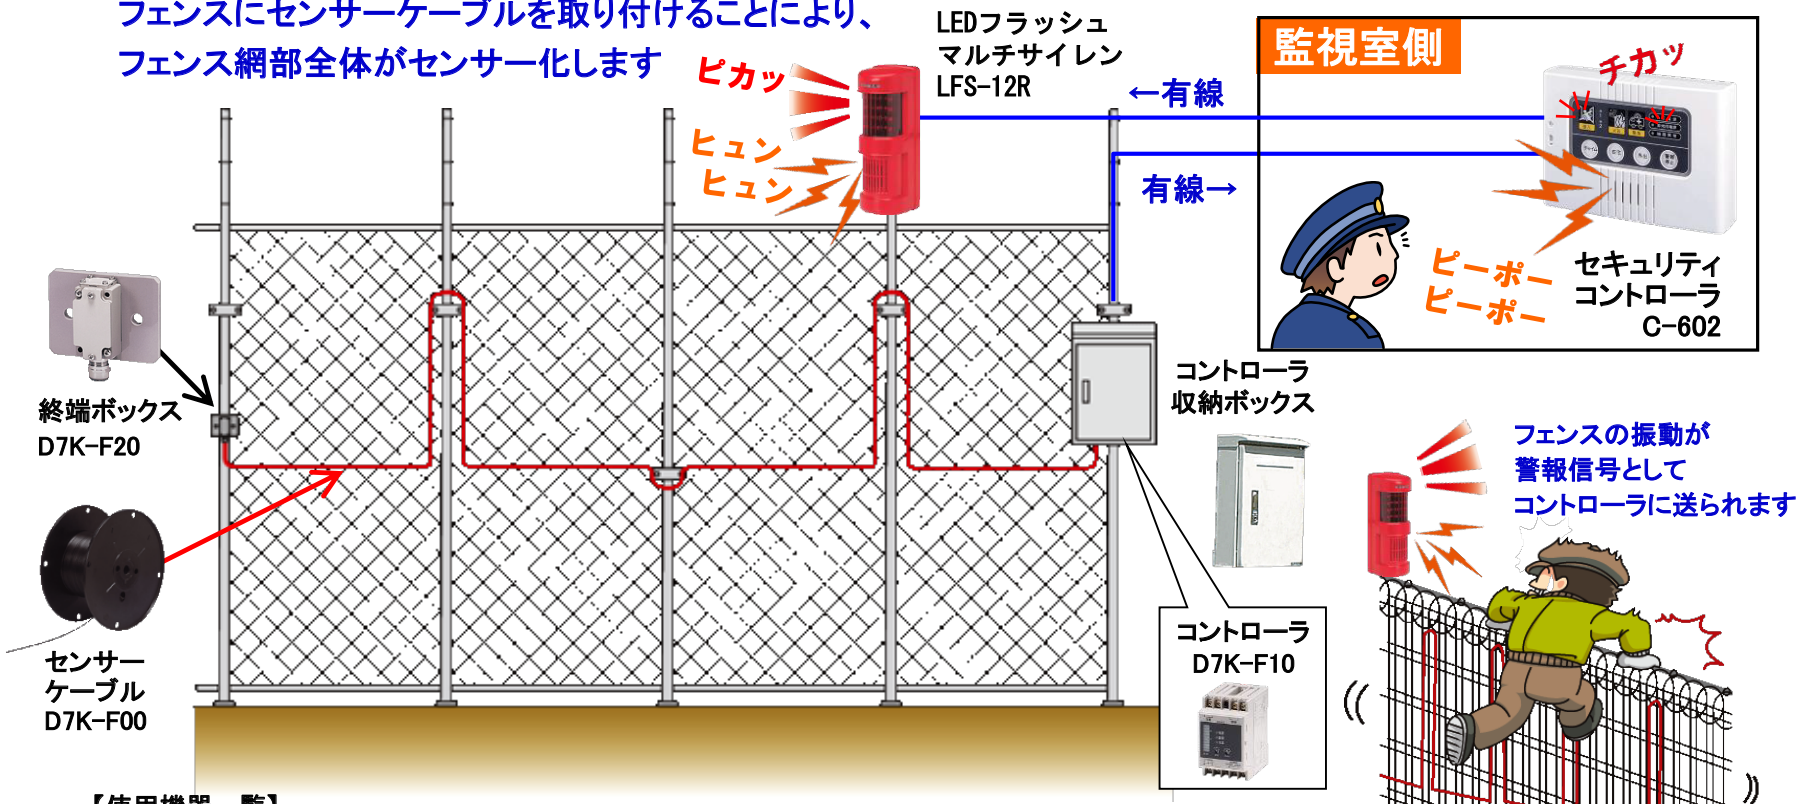 フェンスにセンサーケーブルを取り付けることにより、
フェンス網部全体がセンサー化します
ピカッ
ヒュン
ヒュン
LEDフラッシュ
マルチサイレン
LFS-12R
←有線
有線→
監視室側
チカッ
ピーポー
ピーポー
セキュリティ
コントローラ
C-602
終端ボックス
D7K-F20
センサー
ケーブル
D7K-F00
コントローラ
収納ボックス
コントローラ
D7K-F10
フェンスの振動が
警報信号として
コントローラに送られます
【使用機器一覧】